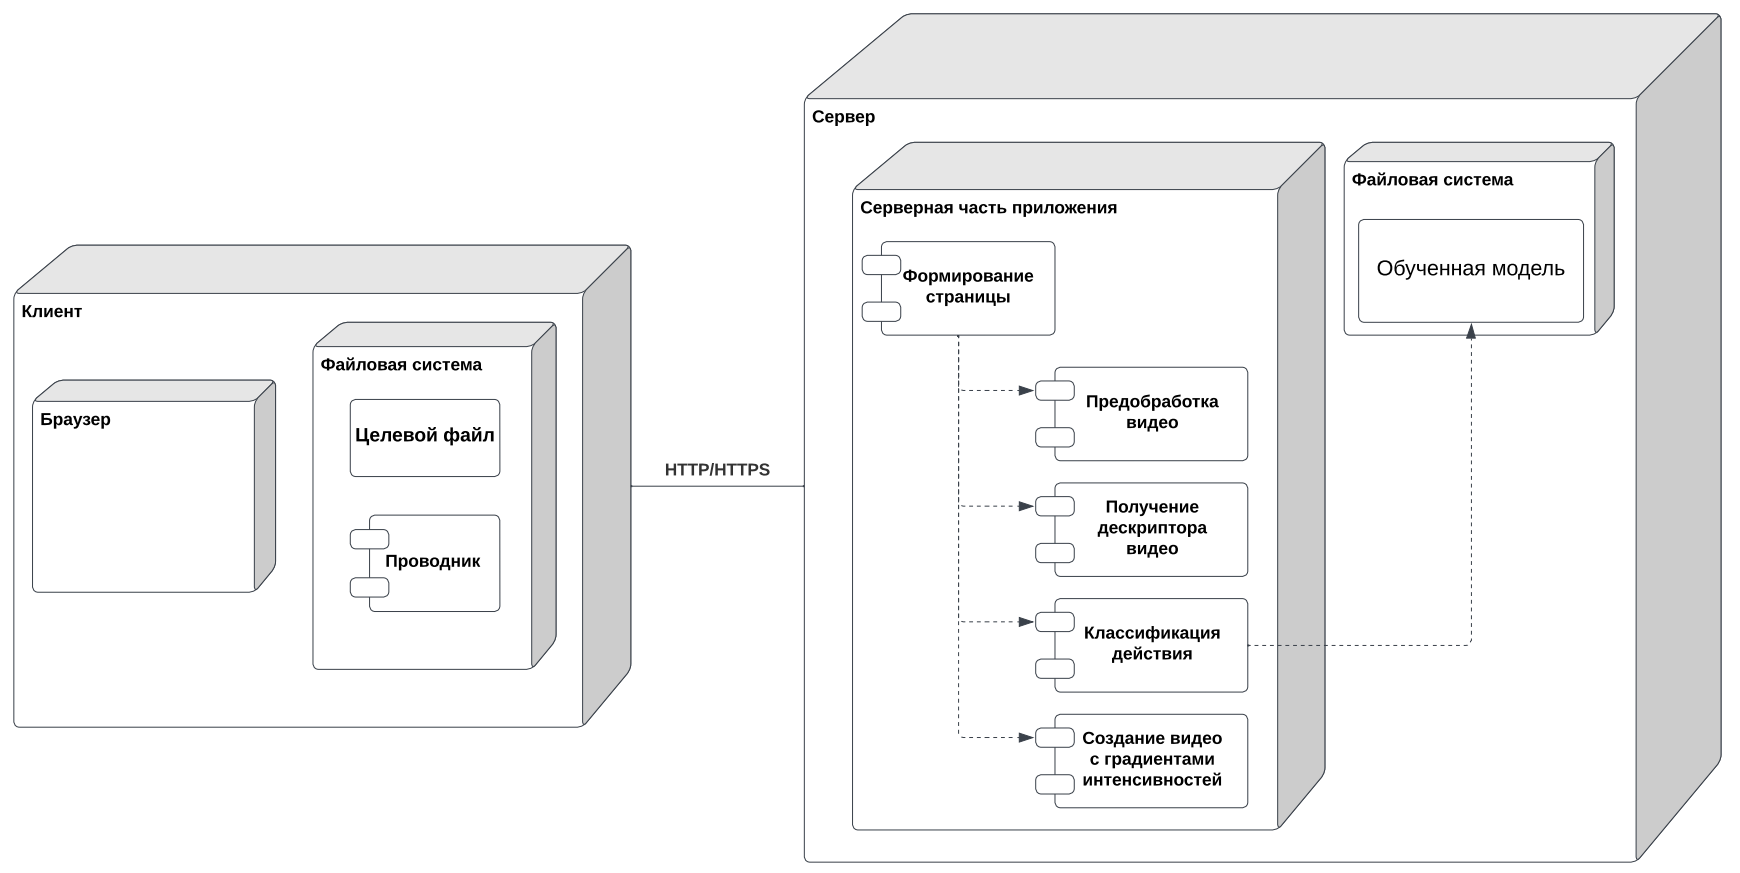 Клиент
Браузер
Файловая система
Целевой файл
Проводник
HTTP/HTTPS
Сервер
Серверная часть приложения
Формирование
страницы
Предобработка
видео
Получение
дескриптора
видео
Классификация
действия
Создание видео
с градиентами
интенсивностей
Файловая система
Обученная модель